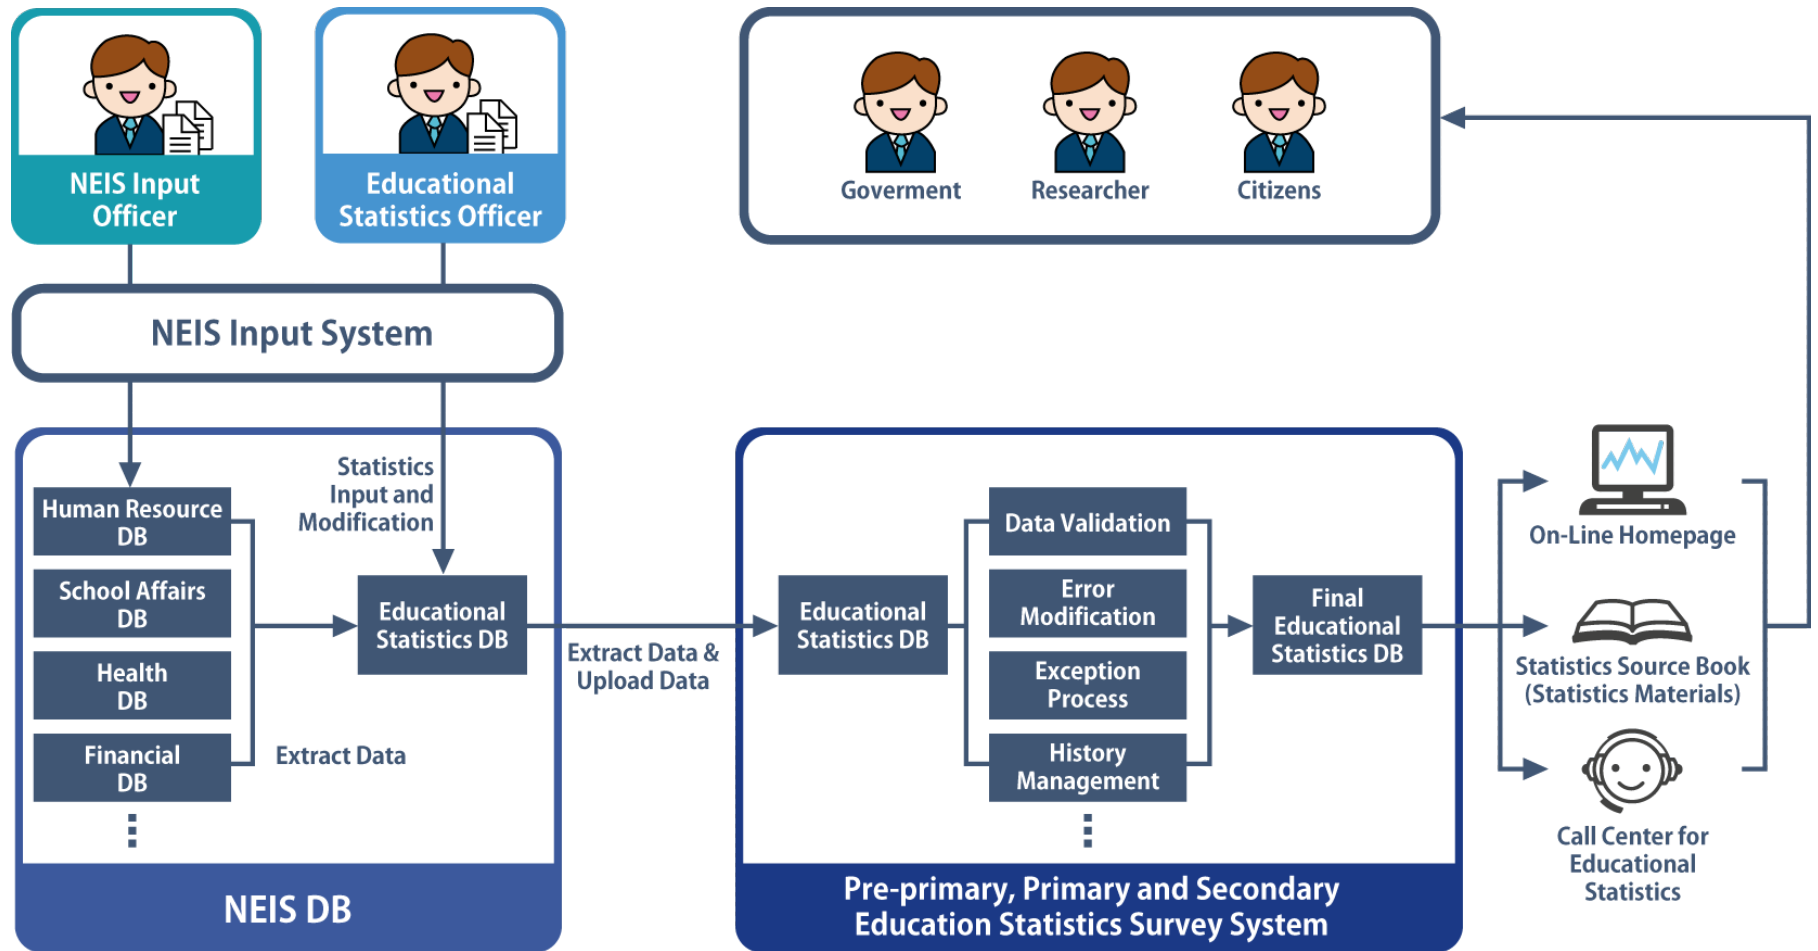 NEIS Input
Officer
Educational
Statistics Officer
Goverment
Researcher
Citizens
NEIS Input System
Statistics
Input and
Modification
Human Resource
DB
School Affairs
DB
Health
DB
Financial
DB
Extract Data
Educational
Statistics DB
NEIS DB
Extract Data &
Upload Data
Educational
Statistics DB
Data Validation
Error
Modification
Exception
Process
History
Management
Final
Educational
Statistics DB
Pre-primary, Primary and Secondary
Education Statistics Survey System
On-Line Homepage
Statistics Source Book
(Statistics Materials)
Call Center for
Educational
Statistics